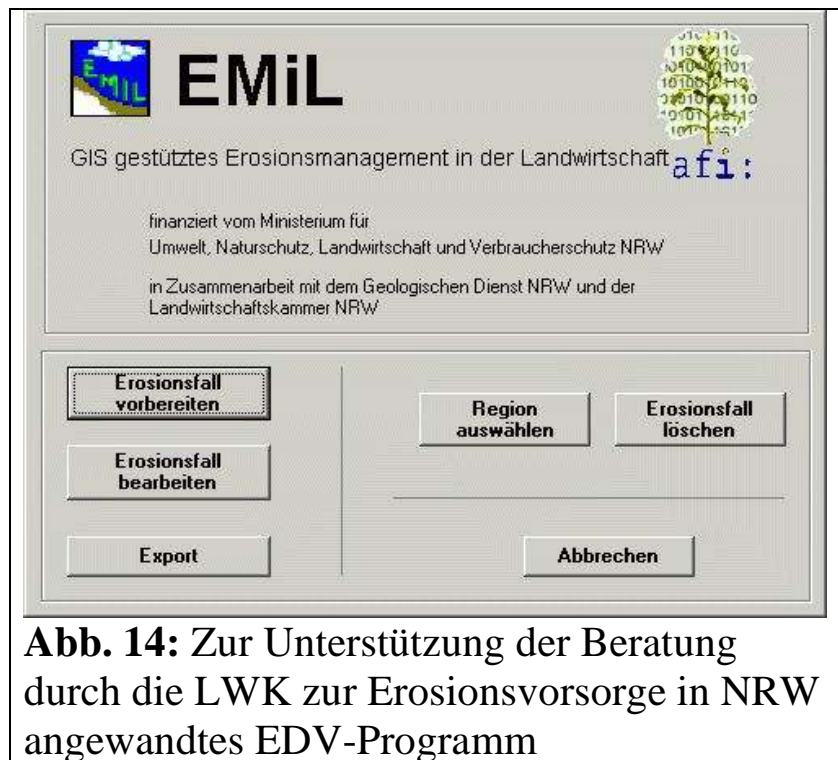 EMiL
EMiL
GIS gestütztes Erosionsmanagement in der Landwirtschaft
afi:
finanziert vom Ministerium für
Umwelt, Naturschutz, Landwirtschaft und Verbraucherschutz NRW
in Zusammenarbeit mit dem Geologischen Dienst NRW und der
Landwirtschaftskammer NRW
Erosionsfall
vorbereiten
Region
auswählen
Erosionsfall
löschen
Erosionsfall
bearbeiten
Export
Abbrechen
Abb. 14: Zur Unterstützung der Beratung
durch die LWK zur Erosionsvorsorge in NRW
angewandtes EDV-Programm